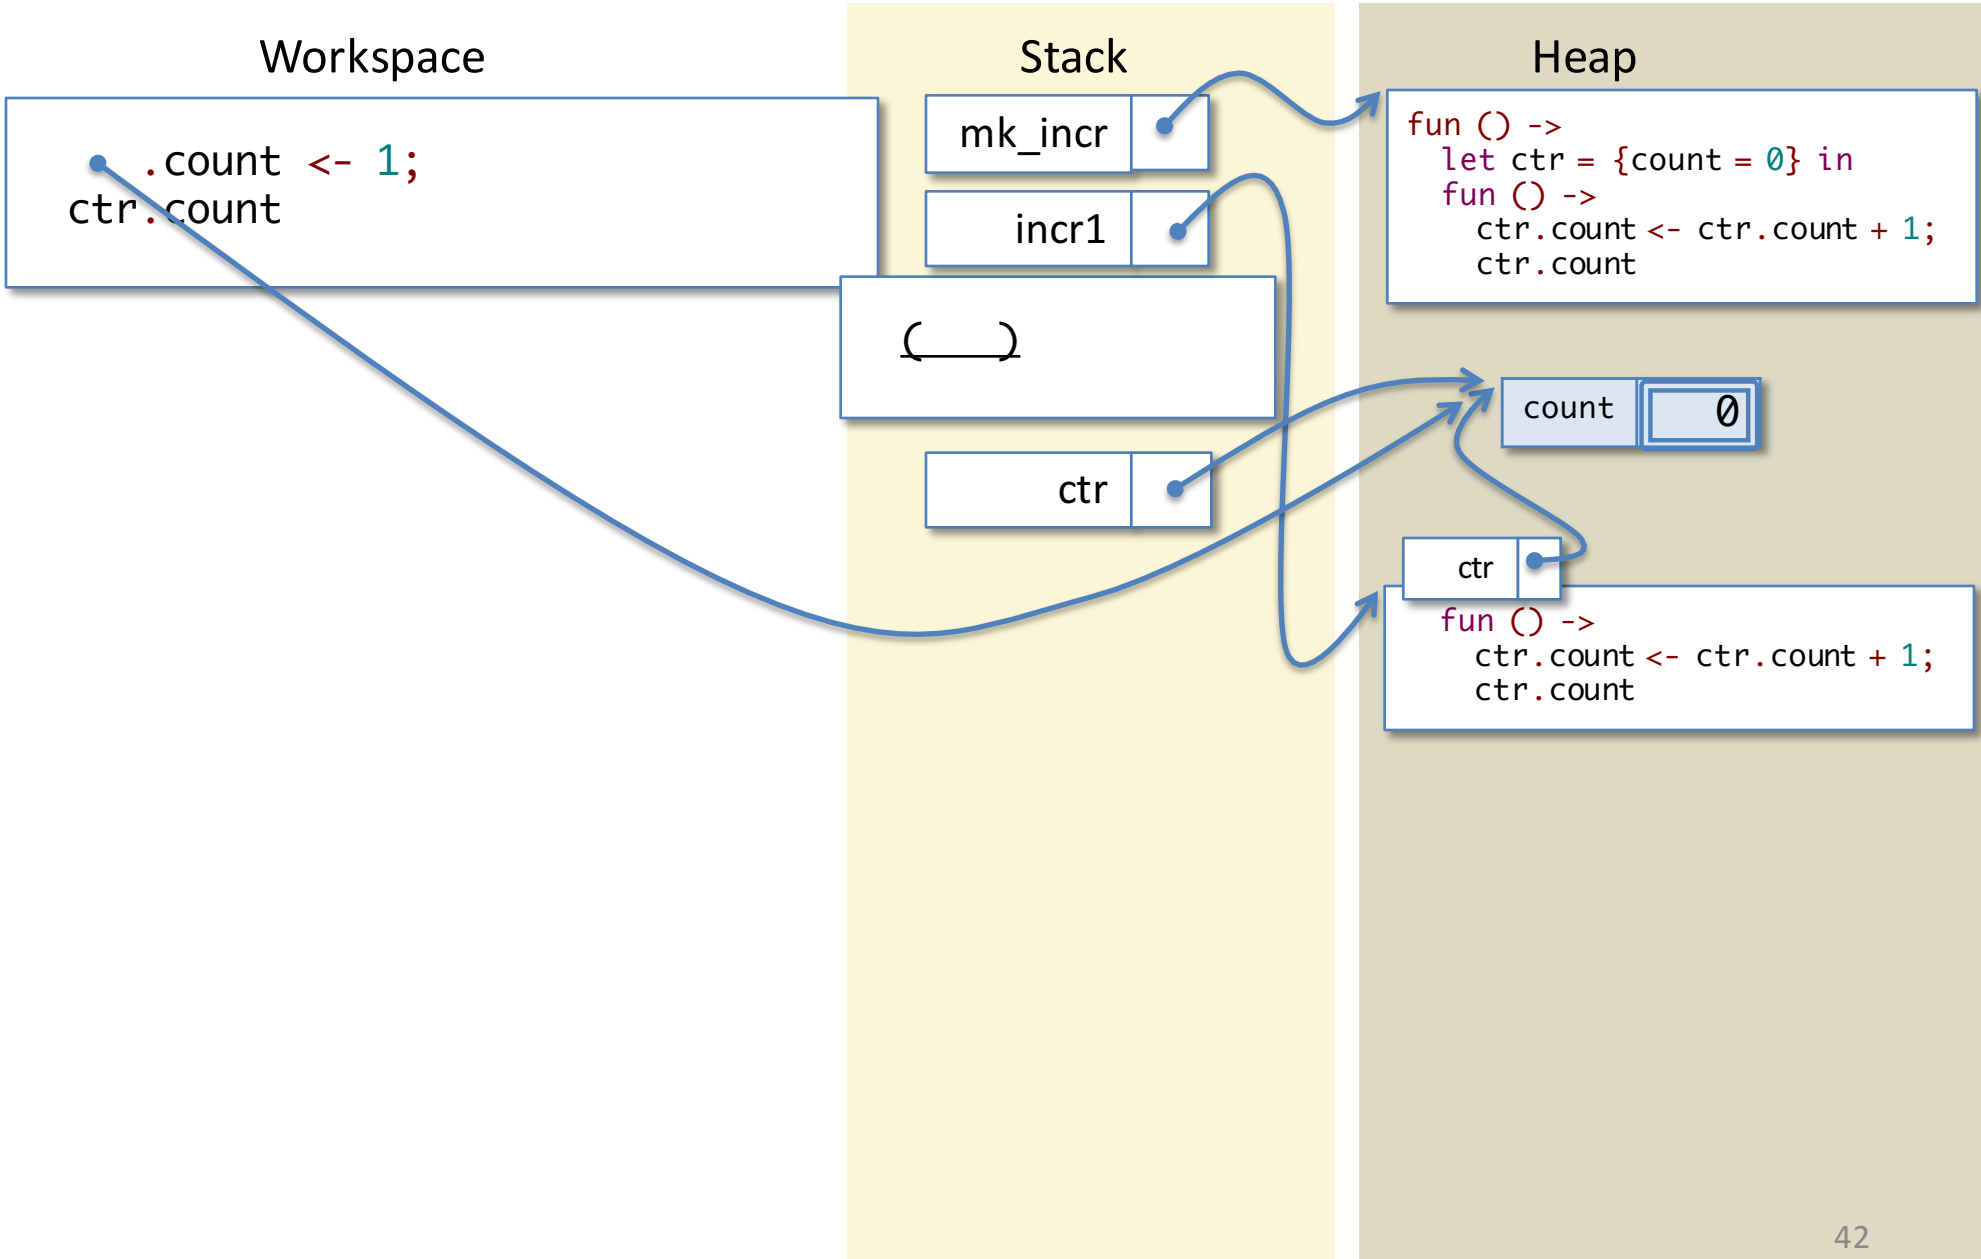 Workspace
.count <- 1;
ctr.count
Stack
mk_incr
incr1
(__)
ctr
Heap
fun () ->
let ctr = {count = 0} in
fun () ->
ctr.count <- ctr.count + 1;
ctr.count
count 0
ctr
fun () ->
ctr.count <- ctr.count + 1;
ctr.count
42